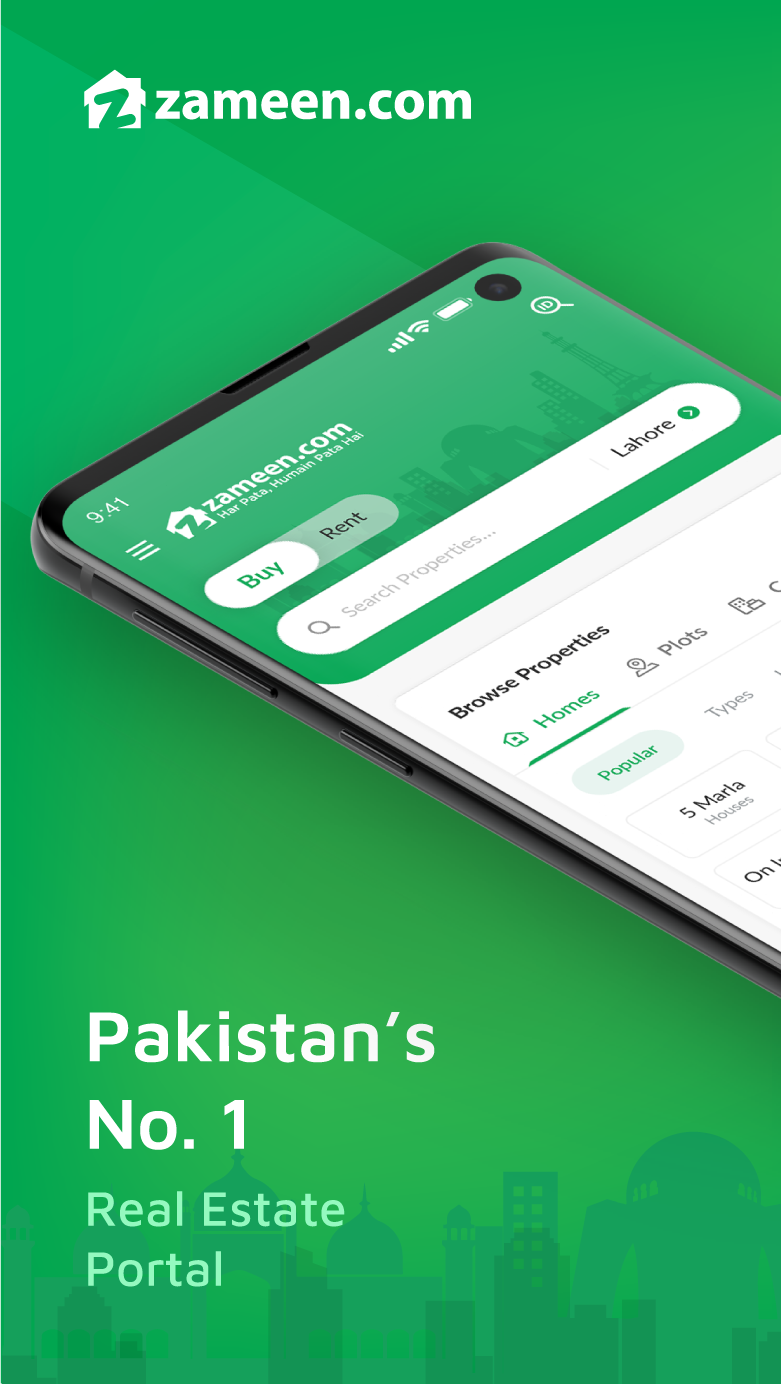 zameen.com
9:41
ID
zameen.com
Har Pata, Humain Pata Hai
Buy
Rent
Search Properties...
Lahore
Browse Properties
Homes
Plots
Popular
Types
5 Marla
Houses
On
Pakistan’s
No. 1
Real Estate
Portal